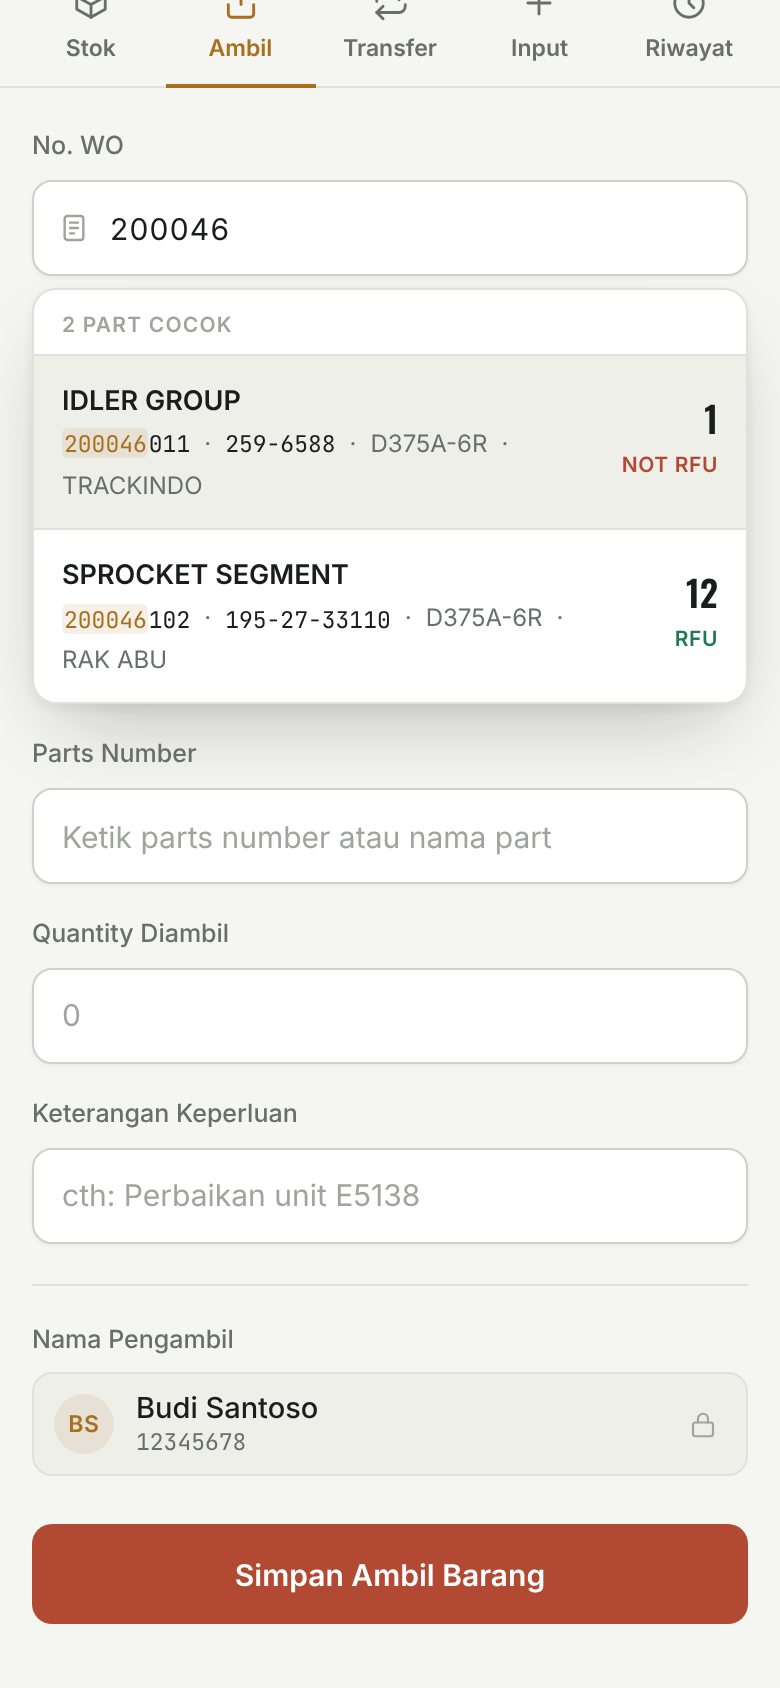 Stok Ambil Transfer Input Riwayat
No. WO
200046
2 PART COCOK
IDLER GROUP
200046011 · 259-6588 · D375A-6R ·
TRACKINDO
1
NOT RFU
SPROCKET SEGMENT
200046102 · 195-27-33110 · D375A-6R ·
RAK ABU
12
RFU
Parts Number
Ketik parts number atau nama part
Quantity Diambil
0
Keterangan Keperluan
cth: Perbaikan unit E5138
Nama Pengambil
BS
Budi Santoso
12345678
Simpan Ambil Barang